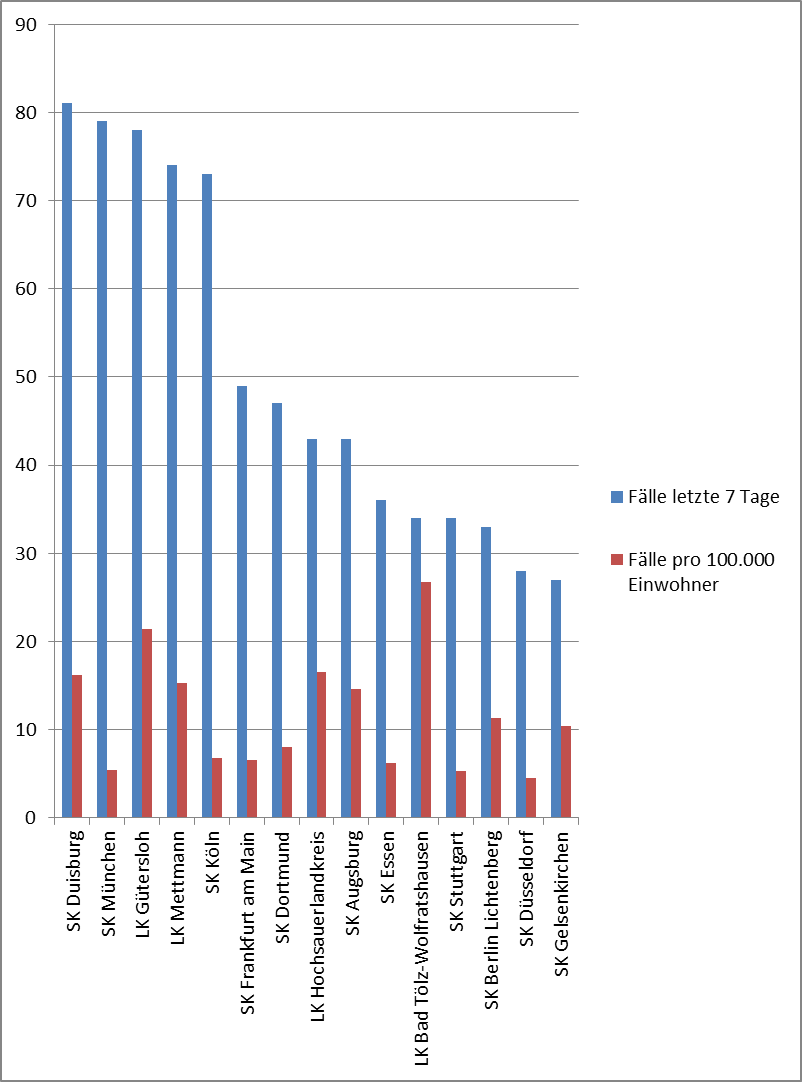 90
80
70
60
50
40
30
20
10
0
SK Duisburg
SK München
LK Gütersloh
LK Mettmann
SK Köln
SK Frankfurt am Main
SK Dortmund
LK Hochsauerlandkreis
SK Augsburg
SK Essen
LK Bad Tölz-Wolfratshausen
SK Stuttgart
SK Berlin Lichtenberg
SK Düsseldorf
SK Gelsenkirchen
Fälle letzte 7 Tage
Fälle pro 100.000
Einwohner